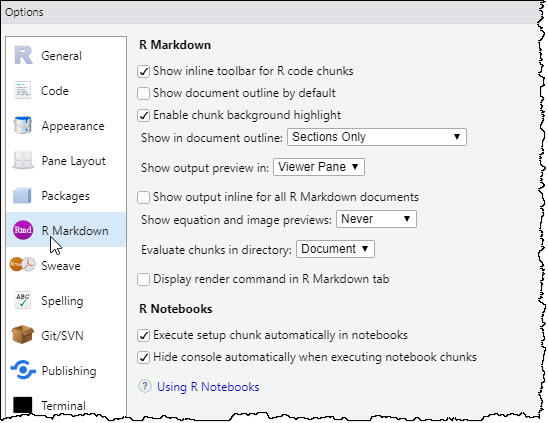 Options
General
Code
Appearance
Pane Layout
Packages
Rmd R Markdown
Sweave
ABC Spelling
Git/SVN
Publishing
Terminal
R Markdown
Show inline toolbar for R code chunks
Show document outline by default
Enable chunk background highlight
Show in document outline: Sections Only
Show output preview in: Viewer Pane
Show output inline for all R Markdown documents
Show equation and image previews: Never
Evaluate chunks in directory: Document
Display render command in R Markdown tab
R Notebooks
Execute setup chunk automatically in notebooks
Hide console automatically when executing notebook chunks
? Using R Notebooks